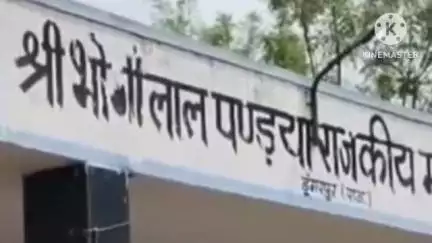 KINEMASTER
श्री भोगीलाल पण्ड्या राजकीय म
डूंगरपुर (राज.)